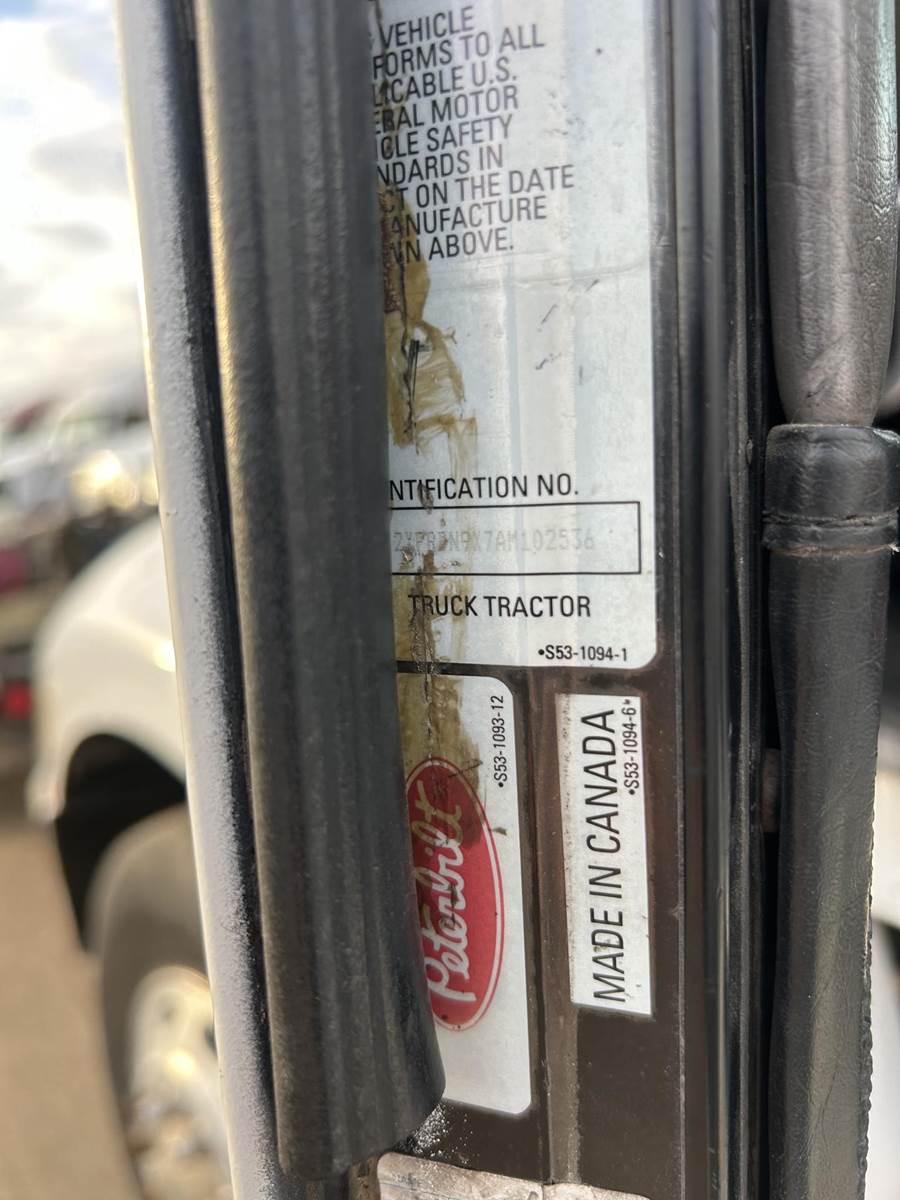 VEHICLE
FORMS TO ALL
LICABLE U.S.
ERAL MOTOR
ICLE SAFETY
NDARDS IN
CT ON THE DATE
ANUFACTURE
WN ABOVE.
NTIFICATION NO.
TRUCK TRACTOR
•S53-1094-1
•S53-1093-12
Peterbilt
MADE IN CANADA
•S53-1094-6